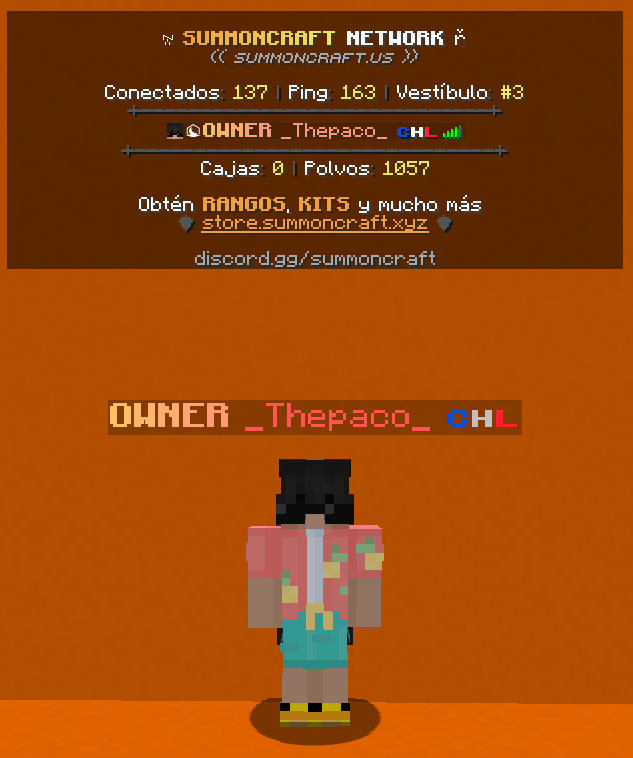 SUMMONCRAFT NETWORK
(( SUMMONCRAFT.US ))
Conectados: 137 | Ping: 163 | Vestíbulo: #3
OWNER _Thepaco_ CHL
Cajas: 0 | Polvos: 1057
Obtén RANGOS, KITS y mucho más
store.summoncraft.xyz
discord.gg/summoncraft
OWNER _Thepaco_ CHL